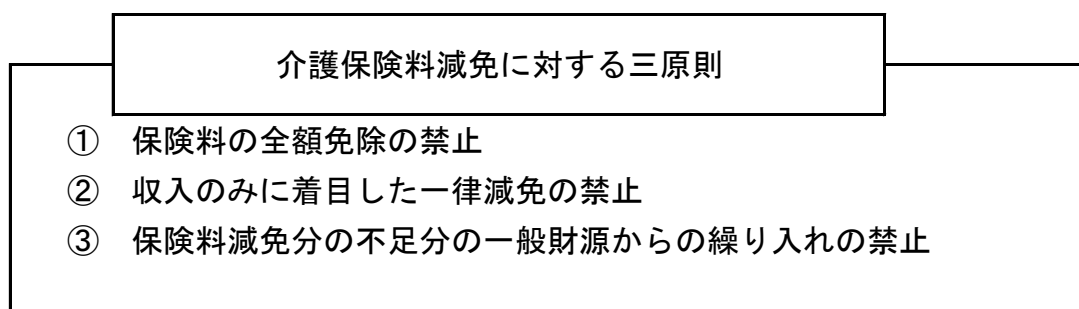 介護保険料減免に対する三原則
① 保険料の全額免除の禁止
② 収入のみに着目した一律減免の禁止
③ 保険料減免分の不足分の一般財源からの繰り入れの禁止